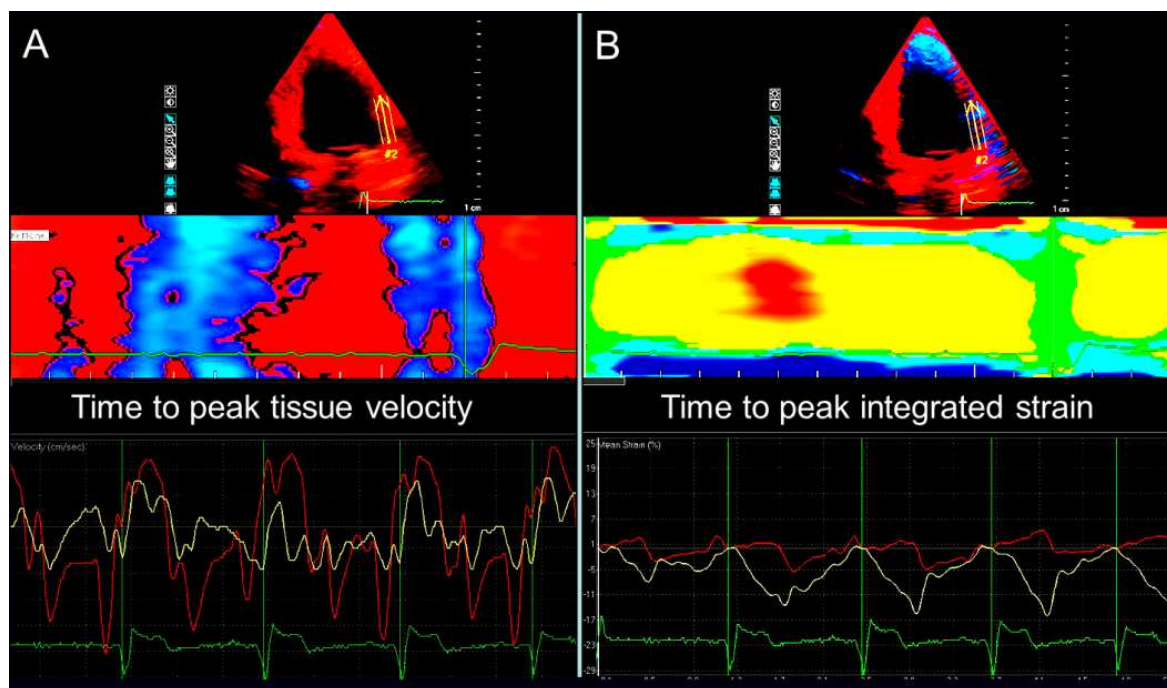 A
B
#2
#2
1 cm
1 cm
Time to peak tissue velocity
Time to peak integrated strain
Velocity (cm/sec)
Mean Strain (%)
25
19
13
7
1
-5
-11
-17
-23
-29